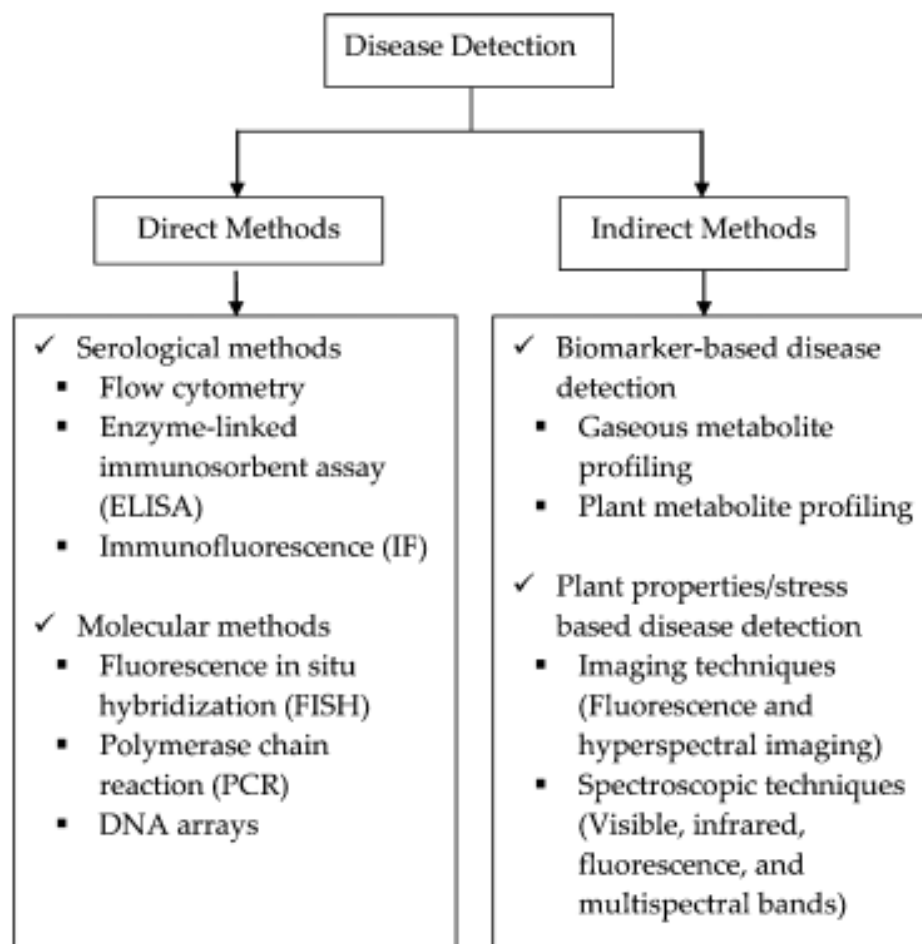 Disease Detection
Direct Methods
Indirect Methods
✓ Serological methods
▪ Flow cytometry
▪ Enzyme-linked
immunosorbent assay
(ELISA)
▪ Immunofluorescence (IF)
✓ Molecular methods
▪ Fluorescence in situ
hybridization (FISH)
▪ Polymerase chain
reaction (PCR)
▪ DNA arrays
✓ Biomarker-based disease
detection
▪ Gaseous metabolite
profiling
▪ Plant metabolite profiling
✓ Plant properties/stress
based disease detection
▪ Imaging techniques
(Fluorescence and
hyperspectral imaging)
▪ Spectroscopic techniques
(Visible, infrared,
fluorescence, and
multispectral bands)